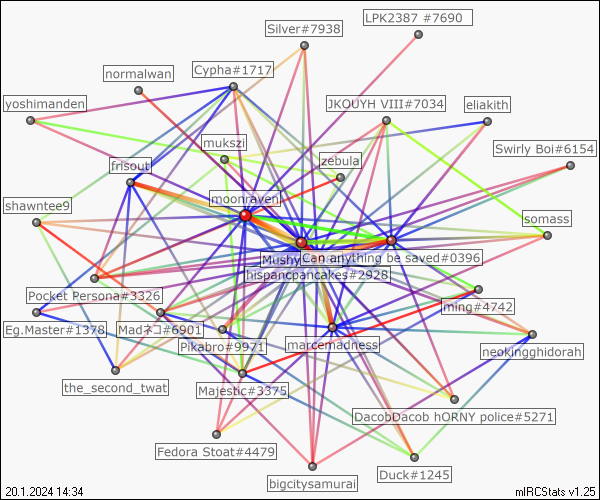 LPK2387 #7690
Silver#7938
normalwan
Cypha#1717
yoshimanden
JKOUYH VIII#7034
eliakith
mukszi
Swirly Boi#6154
zebula
frisout
moonraven
shawntee9
somass
Mushy
Can anything be saved#0396
hispancpancakes#2928
Pocket Persona#3326
ming#4742
Eg.Master#1378
Madネコ#6901
Pikabro#9971
marcemadness
neokingghidorah
the_second_twat
Majestic#3375
DacobDacob hORNY police#5271
Fedora Stoat#4479
Duck#1245
bigcitysamurai
20.1.2024 14:34
mIRCStats v1.25